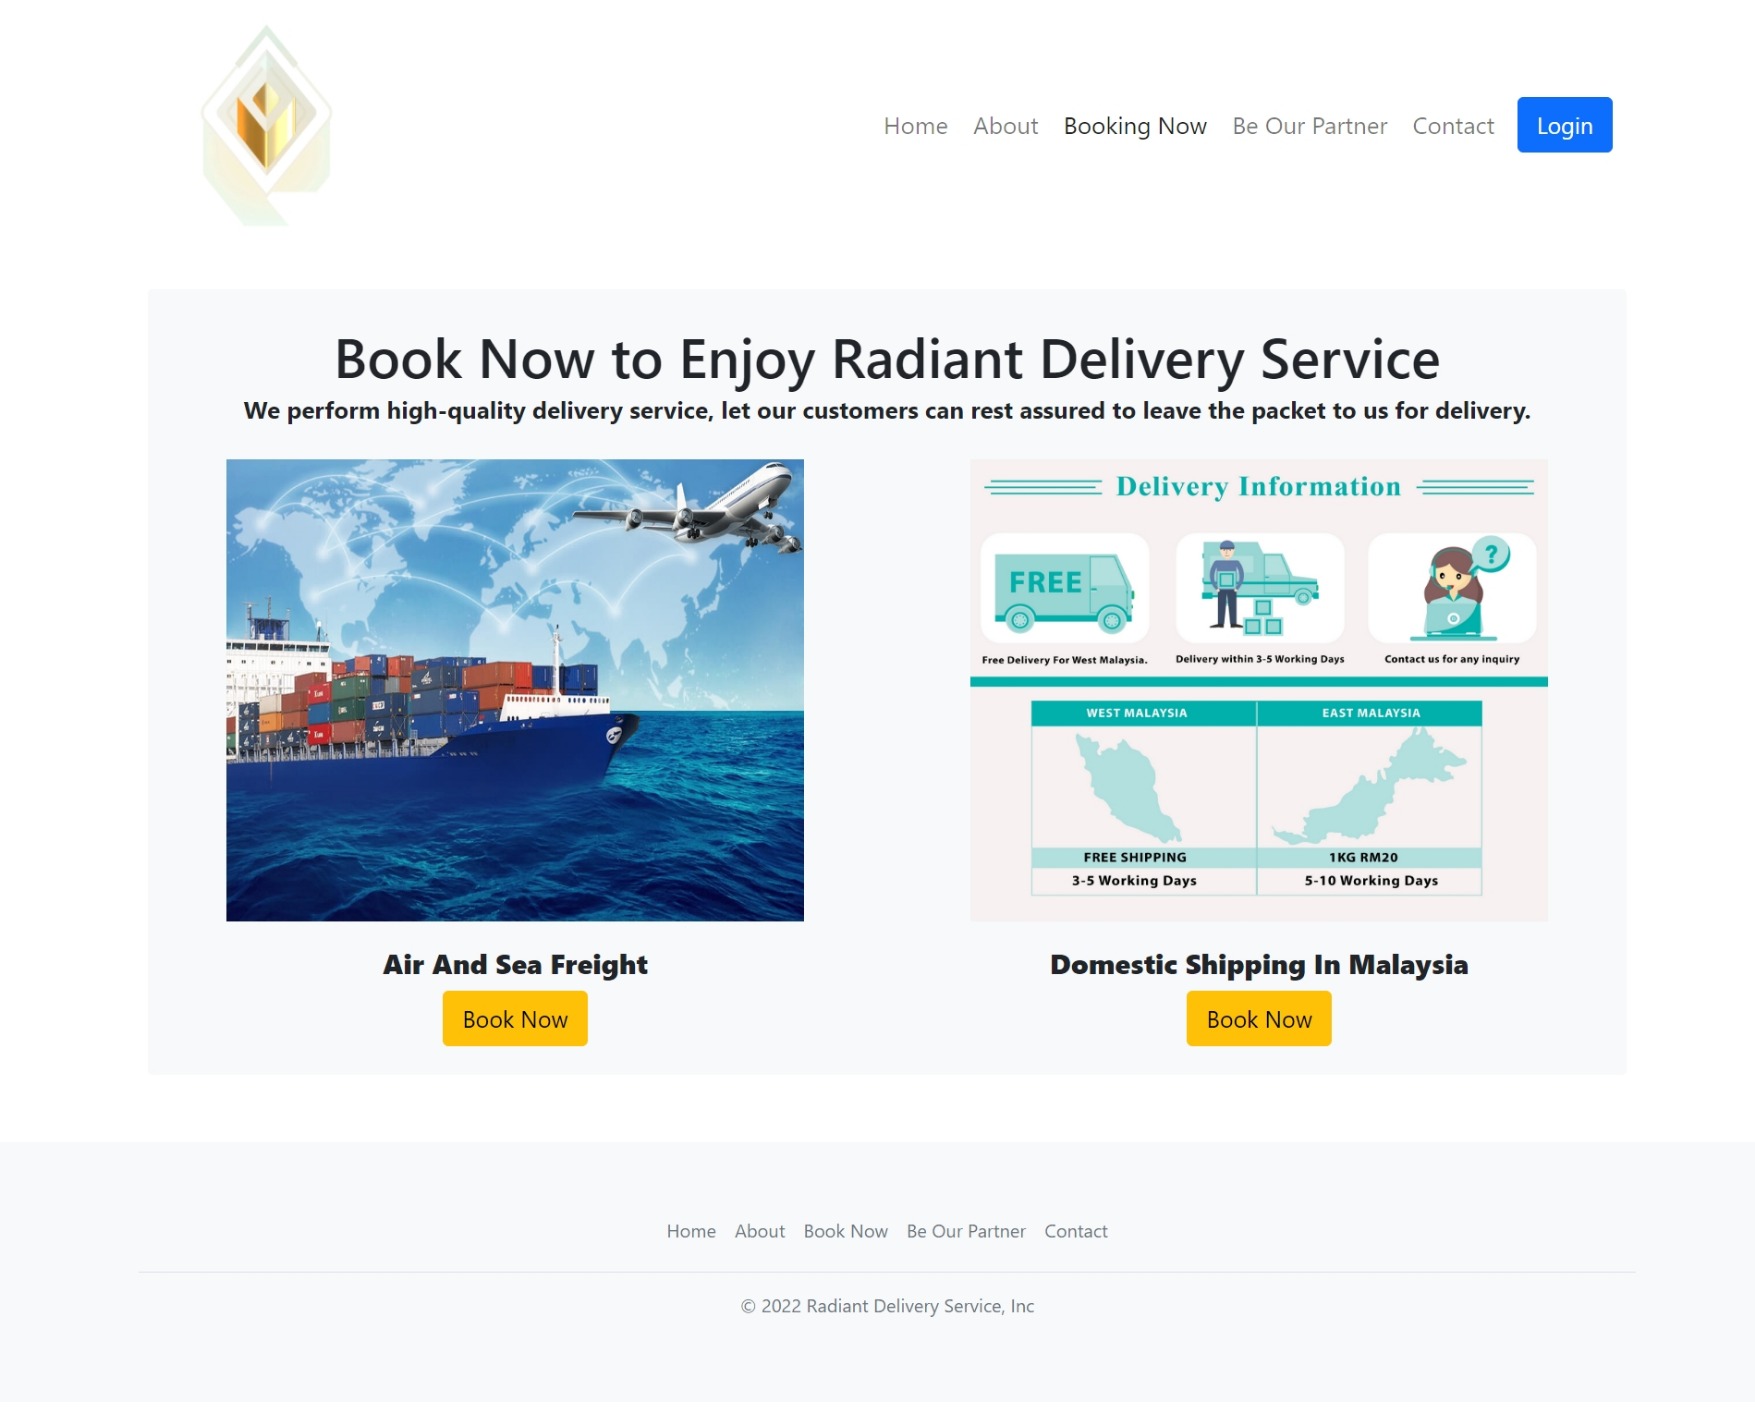 Home About Booking Now Be Our Partner Contact Login
Book Now to Enjoy Radiant Delivery Service
We perform high-quality delivery service, let our customers can rest assured to leave the packet to us for delivery.
Delivery Information
FREE
?
Free Delivery For West Malaysia.
Delivery within 3-5 Working Days
Contact us for any inquiry
WEST MALAYSIA EAST MALAYSIA
FREE SHIPPING 1KG RM20
3-5 Working Days 5-10 Working Days
Air And Sea Freight
Book Now
Domestic Shipping In Malaysia
Book Now
Home About Book Now Be Our Partner Contact
© 2022 Radiant Delivery Service, Inc